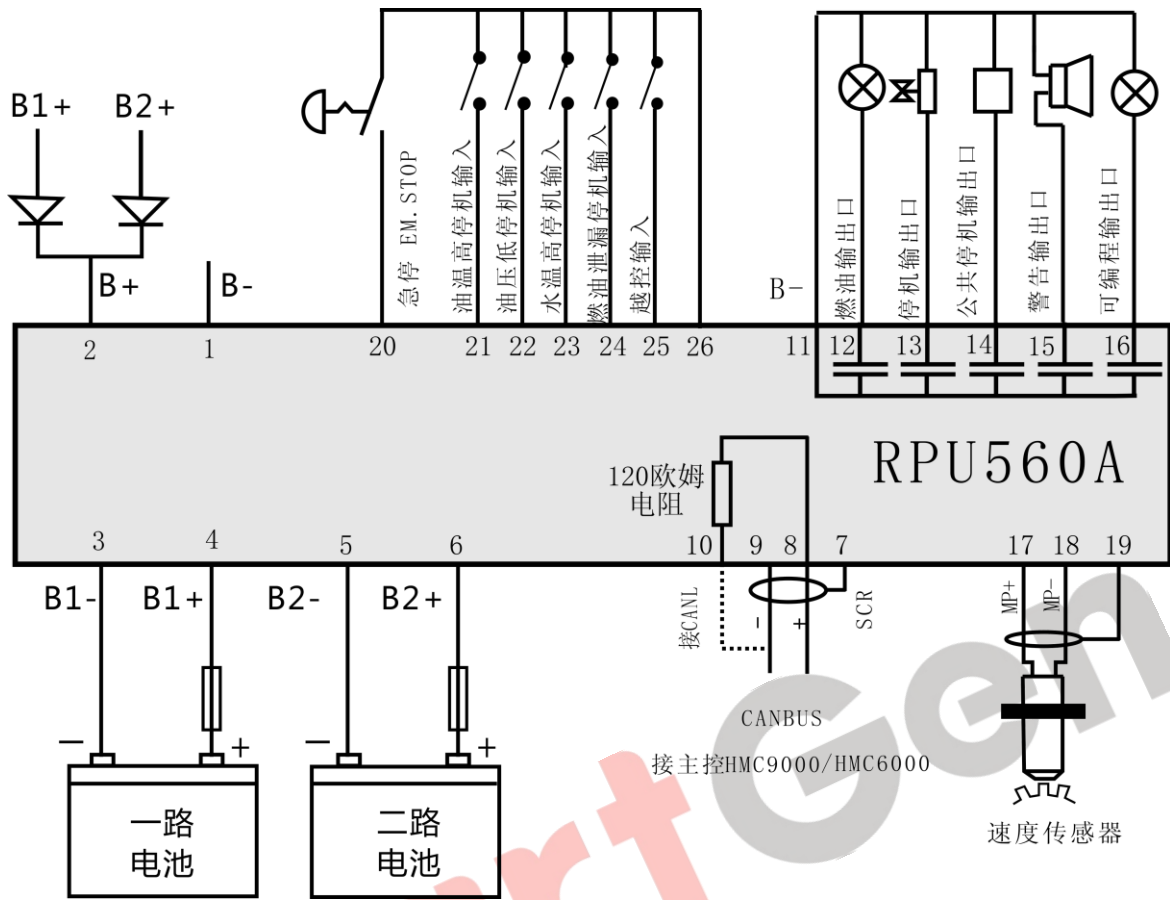 B1+
B2+
B+
B-
急停 EM.STOP
油温高停机输入
油压低停机输入
水温高停机输入
燃油泄漏停机输入
越控输入
B-
燃油输出口
停机输出口
公共停机输出口
警告输出口
可编程输出口
2
1
20
21
22
23
24
25
26
11
12
13
14
15
16
RPU560A
120欧姆
电阻
3
4
5
6
10
9
8
7
17
18
19
B1-
B1+
B2-
B2+
接CANL
-
+
SCR
MP+
MP-
CANBUS
接主控HMC9000/HMC6000
速度传感器
—
+
—
+
一路
电池
二路
电池
rtGen